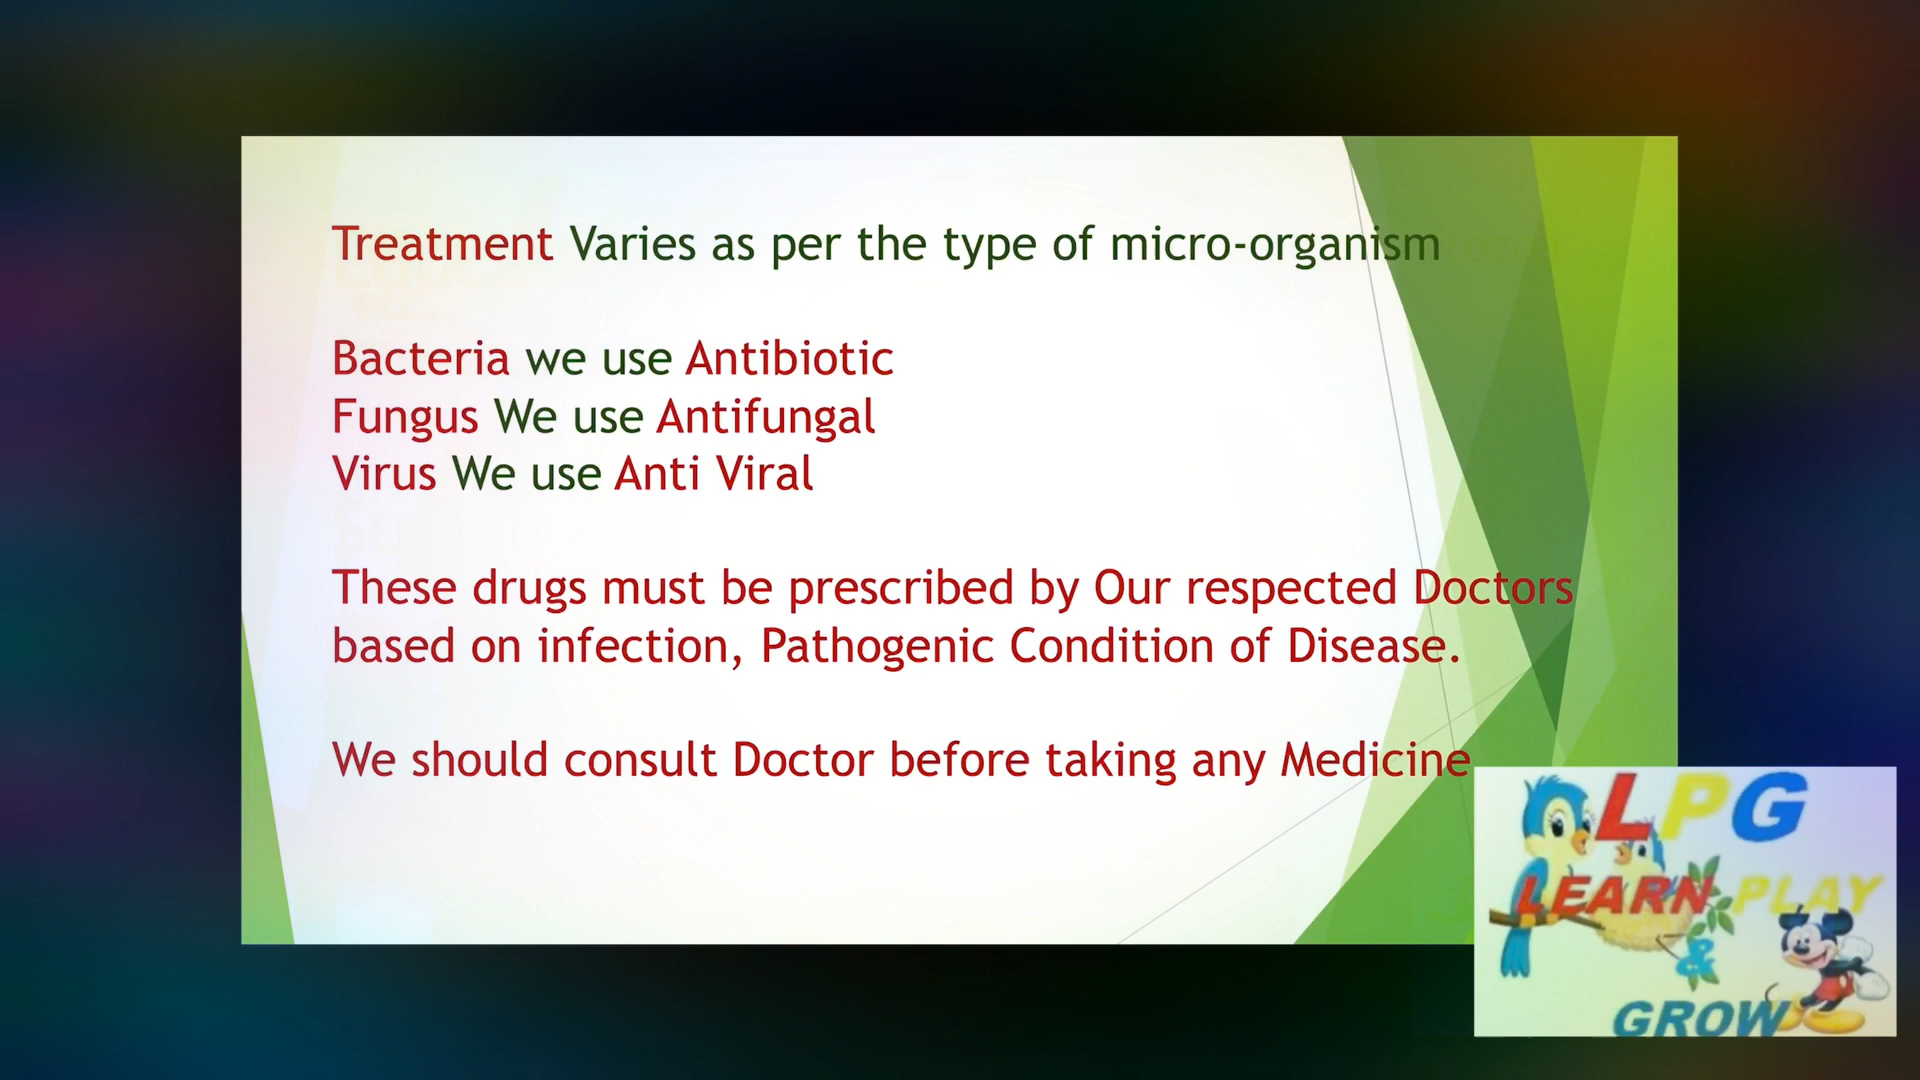 Treatment Varies as per the type of micro-organism
Bacteria we use Antibiotic
Fungus We use Antifungal
Virus We use Anti Viral
These drugs must be prescribed by Our respected Doctors
based on infection, Pathogenic Condition of Disease.
We should consult Doctor before taking any Medicine
LPG
LEARN PLAY
&
GROW